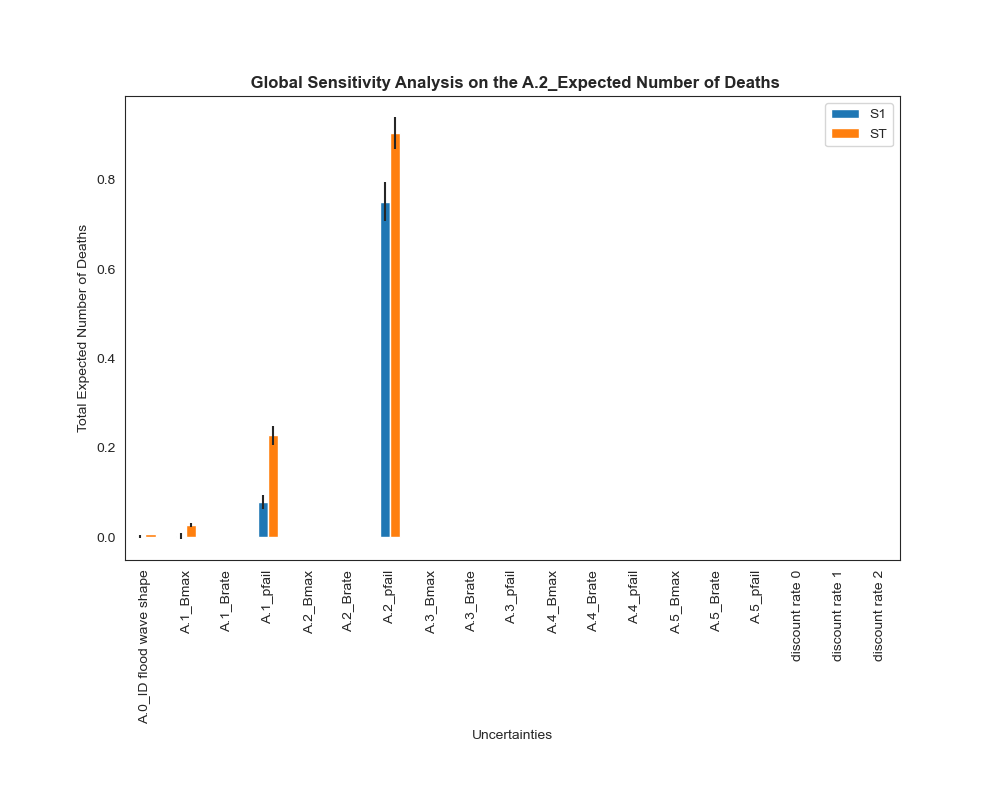 Global Sensitivity Analysis on the A.2_Expected Number of Deaths
S1
ST
Total Expected Number of Deaths
0.8
0.6
0.4
0.2
0.0
A.0_ID flood wave shape
A.1_Bmax
A.1_Brate
A.1_pfail
A.2_Bmax
A.2_Brate
A.2_pfail
A.3_Bmax
A.3_Brate
A.3_pfail
A.4_Bmax
A.4_Brate
A.4_pfail
A.5_Bmax
A.5_Brate
A.5_pfail
discount rate 0
discount rate 1
discount rate 2
Uncertainties